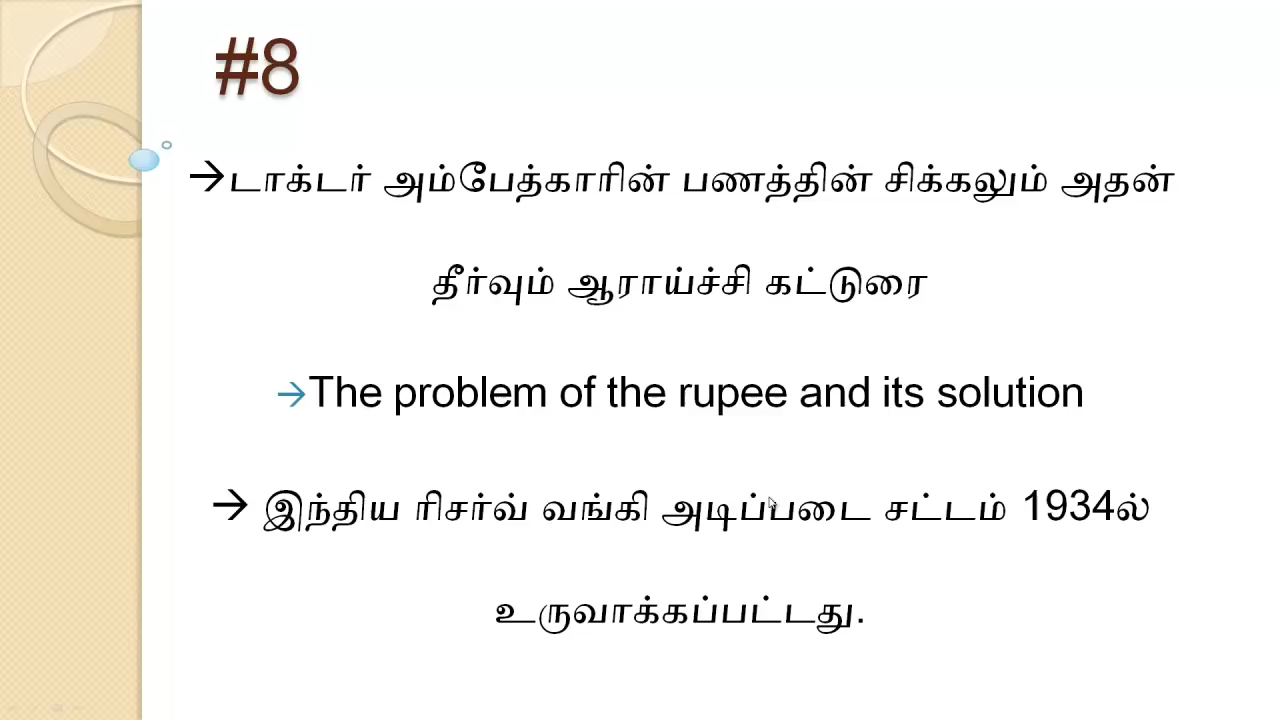 #8
→டாக்டர் அம்பேத்காரின் பணத்தின் சிக்கலும் அதன்
தீர்வும் ஆராய்ச்சி கட்டுரை
→The problem of the rupee and its solution
→ இந்திய ரிசர்வ் வங்கி அடிப்படை சட்டம் 1934ல்
உருவாக்கப்பட்டது.